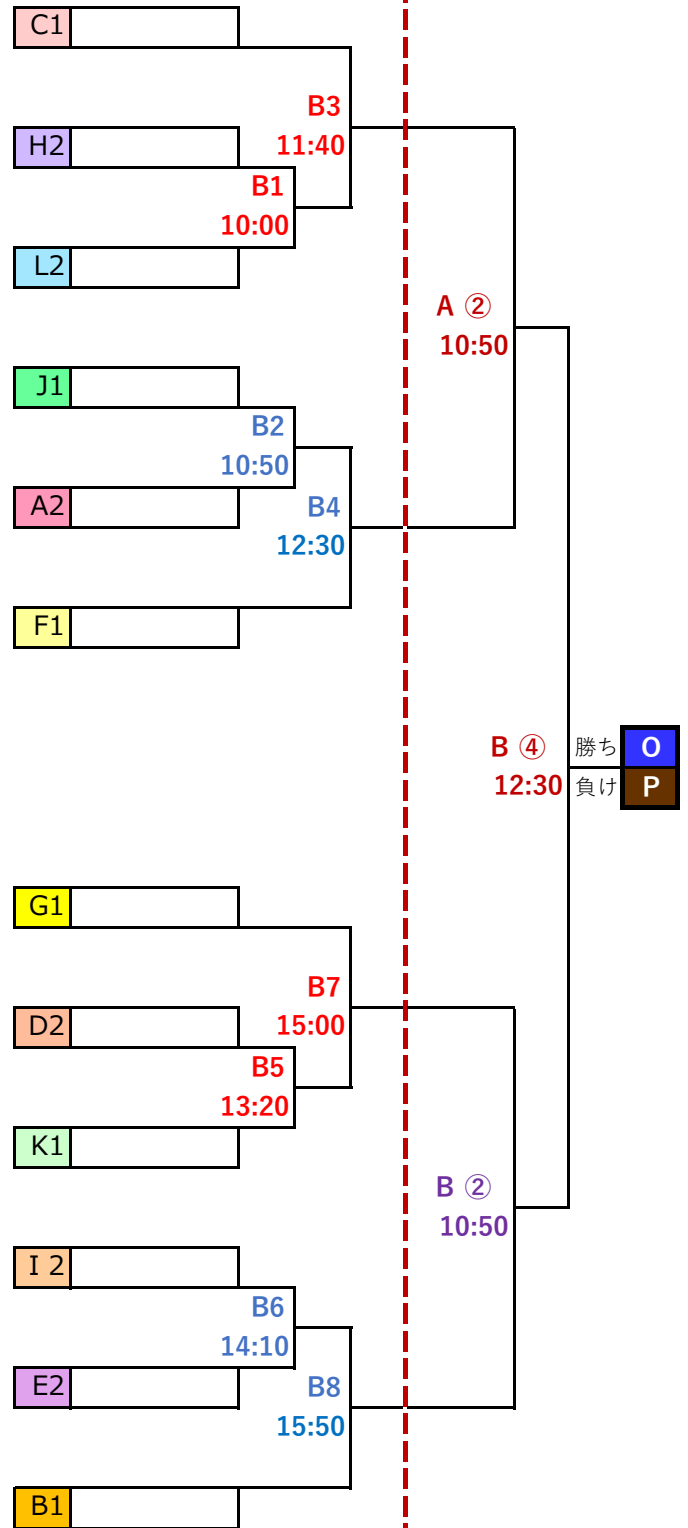 C1
B3
11:40
H2
B1
10:00
L2
A ②
10:50
J1
B2
10:50
A2
B4
12:30
F1
B ④
12:30
勝ち O
負け P
G1
B7
15:00
D2
B5
13:20
K1
B ②
10:50
I 2
B6
14:10
E2
B8
15:50
B1